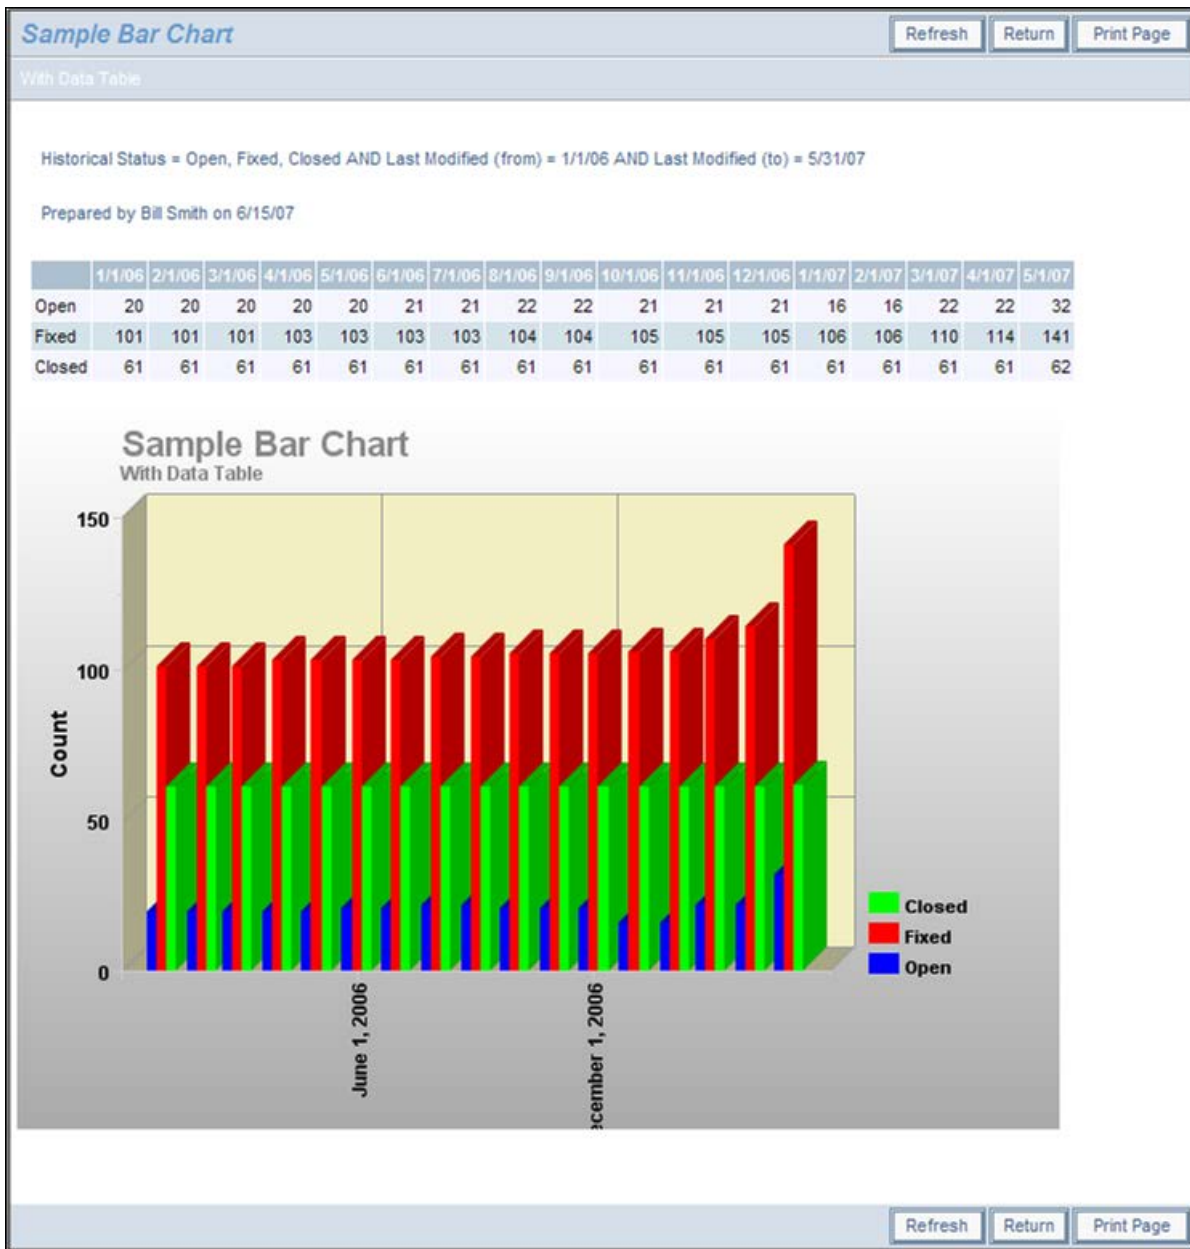 Sample Bar Chart Refresh Return Print Page
With Data Table
Historical Status = Open, Fixed, Closed AND Last Modified (from) = 1/1/06 AND Last Modified (to) = 5/31/07
Prepared by Bill Smith on 6/15/07
1/1/06 2/1/06 3/1/06 4/1/06 5/1/06 6/1/06 7/1/06 8/1/06 9/1/06 10/1/06 11/1/06 12/1/06 1/1/07 2/1/07 3/1/07 4/1/07 5/1/07
Open 20 20 20 20 20 21 21 22 22 21 21 21 16 16 22 22 32
Fixed 101 101 101 103 103 103 103 104 104 105 105 105 106 106 110 114 141
Closed 61 61 61 61 61 61 61 61 61 61 61 61 61 61 61 61 62
Sample Bar Chart
With Data Table
150
100
50
0
Count
June 1, 2006
ecember 1, 2006
Closed
Fixed
Open
Refresh Return Print Page